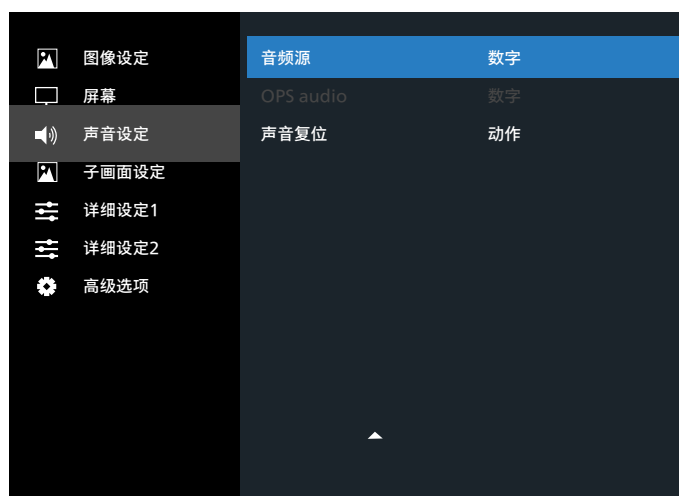 图像设定
屏幕
声音设定
子画面设定
详细设定1
详细设定2
高级选项
音频源 数字
OPS audio 数字
声音复位 动作